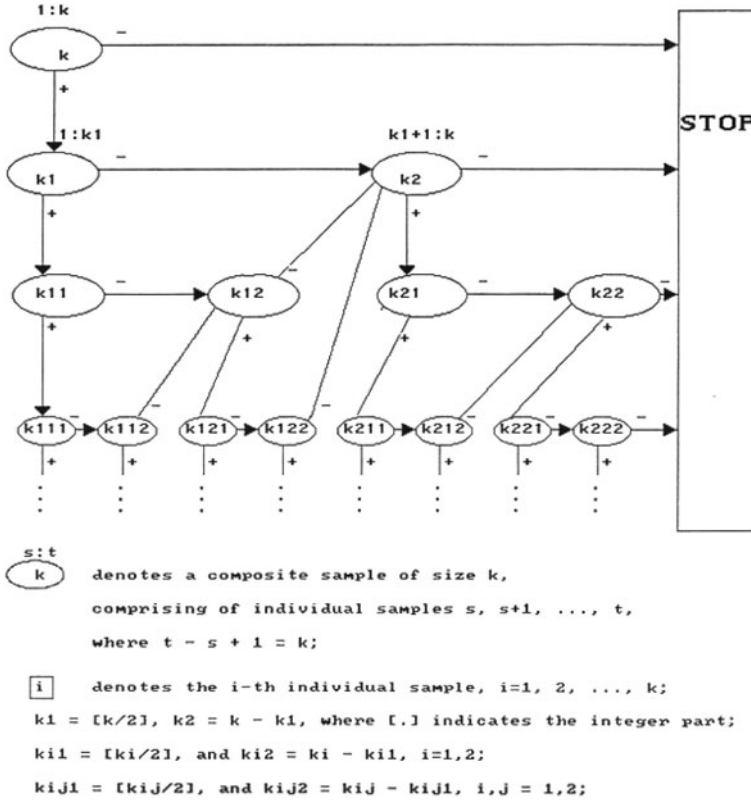 1:k
-
k
+
STOP
1:k1
k1+1:k
-
-
k1
k2
+
+
-
-
-
-
k11
k12
k21
k22
+
+
+
+
-
-
-
-
-
-
-
k111
k112
k121
k122
k211
k212
k221
k222
+
+
+
+
+
+
+
+
s:t
k denotes a composite sample of size k,
comprising of individual samples s, s+1, ..., t,
where t - s + 1 = k;
i denotes the i-th individual sample, i=1, 2, ..., k;
k1 = [k/2], k2 = k - k1, where [.] indicates the integer part;
ki1 = [ki/2], and ki2 = ki - ki1, i=1,2;
kij1 = [kij/2], and kij2 = kij - kij1, i,j = 1,2;